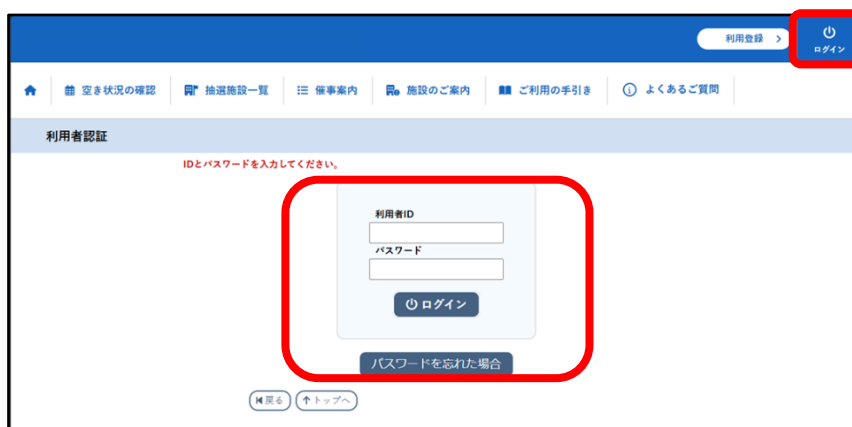 利用登録
ログイン
空き状況の確認 抽選施設一覧 催事案内 施設のご案内 ご利用の手引き よくあるご質問
利用者認証
IDとパスワードを入力してください。
利用者ID
パスワード
ログイン
パスワードを忘れた場合
戻る トップへ